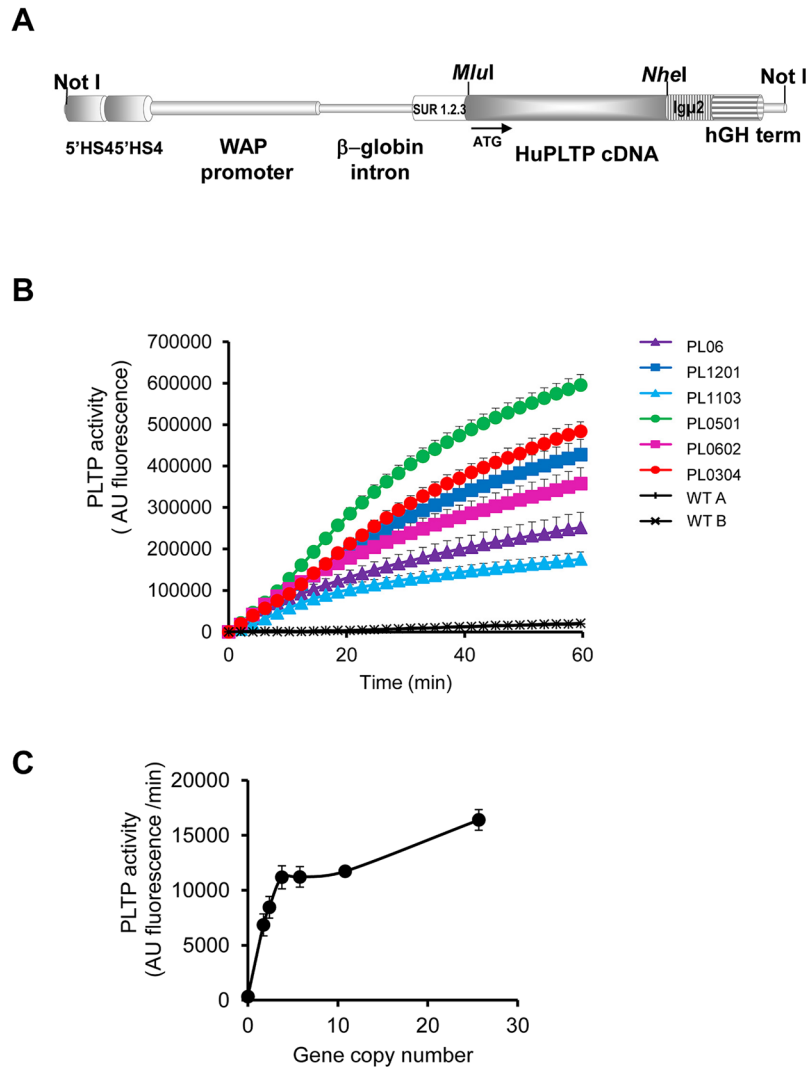 A
Not I
MluI
NheI
Not I
SUR 1.2.3
Igμ2
5'HS45'HS4
WAP
promoter
β–globin
intron
ATG
HuPLTP cDNA
hGH term
B
PLTP activity
( AU fluorescence)
700000
600000
500000
400000
300000
200000
100000
0
0
20
40
60
Time (min)
PL06
PL1201
PL1103
PL0501
PL0602
PL0304
WT A
WT B
C
PLTP activity
(AU fluorescence /min)
20000
15000
10000
5000
0
0
10
20
30
Gene copy number